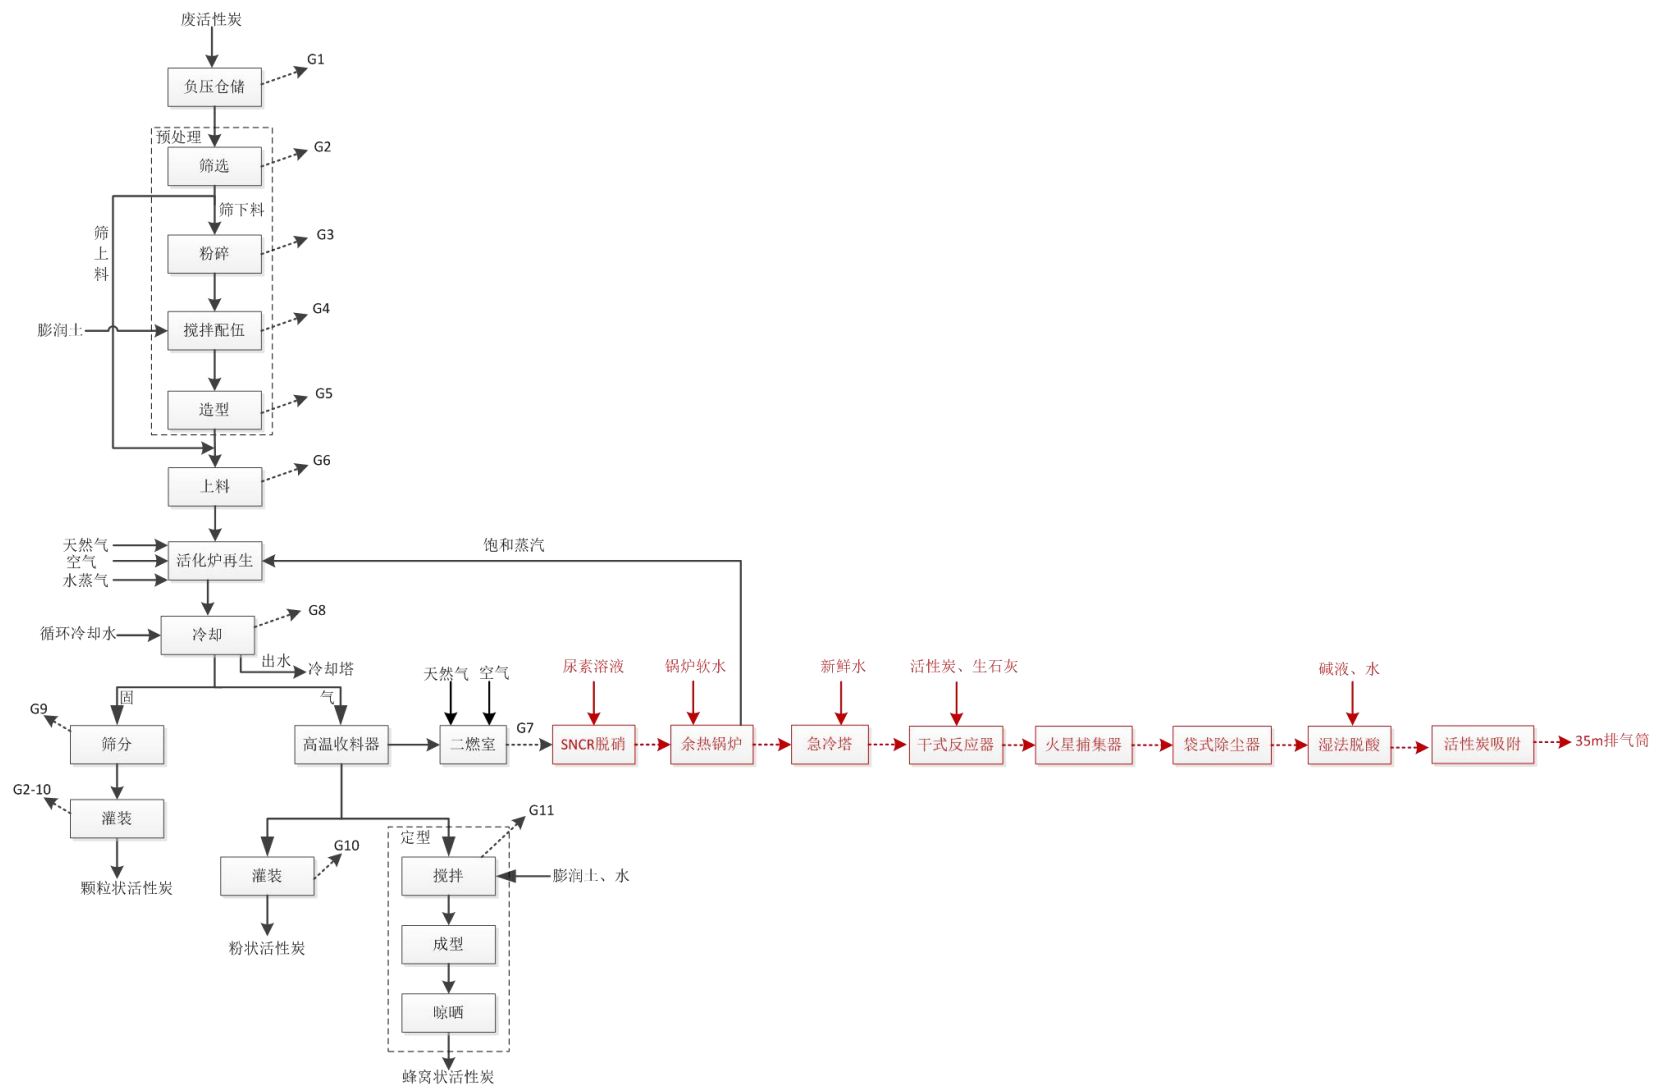 废活性炭
G1
负压仓储
预处理
G2
筛选
筛下料
筛上料
G3
粉碎
G4
膨润土
搅拌配伍
G5
造型
G6
上料
天然气
空气
水蒸气
活化炉再生
饱和蒸汽
G8
循环冷却水
冷却
出水
冷却塔
固
气
天然气
空气
尿素溶液
锅炉软水
新鲜水
活性炭、生石灰
碱液、水
G9
筛分
高温收料器
二燃室
G7
SNCR脱硝
余热锅炉
急冷塔
干式反应器
火星捕集器
袋式除尘器
湿法脱酸
活性炭吸附
35m排气筒
G2-10
灌装
颗粒状活性炭
G10
灌装
粉状活性炭
定型
G11
搅拌
膨润土、水
成型
晾晒
蜂窝状活性炭